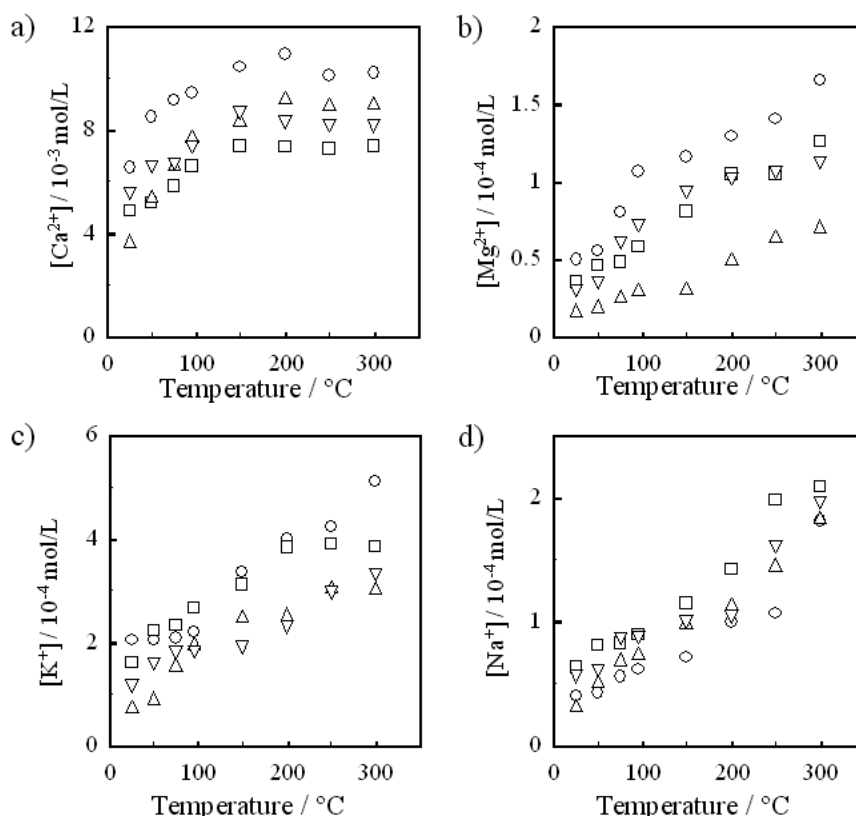 a)
[Ca²⁺] / 10⁻³ mol/L
12
8
4
0
0 100 200 300
Temperature / °C
b)
[Mg²⁺] / 10⁻⁴ mol/L
2
1.5
1
0.5
0
0 100 200 300
Temperature / °C
c)
[K⁺] / 10⁻⁴ mol/L
6
4
2
0
0 100 200 300
Temperature / °C
d)
[Na⁺] / 10⁻⁴ mol/L
2
1
0
0 100 200 300
Temperature / °C